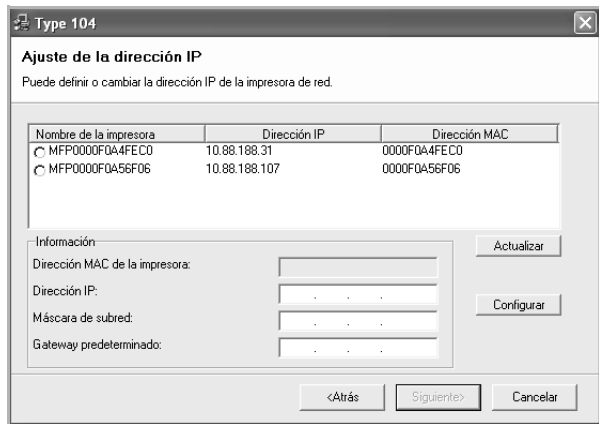 Type 104
Ajuste de la dirección IP
Puede definir o cambiar la dirección IP de la impresora de red.
Nombre de la impresora Dirección IP Dirección MAC
MFP0000F0A4FEC0 10.88.188.31 0000F0A4FEC0
MFP0000F0A56F06 10.88.188.107 0000F0A56F06
Información
Actualizar
Dirección MAC de la impresora:
Dirección IP:
Configurar
Máscara de subred:
Gateway predeterminado:
<Atrás Siguiente> Cancelar